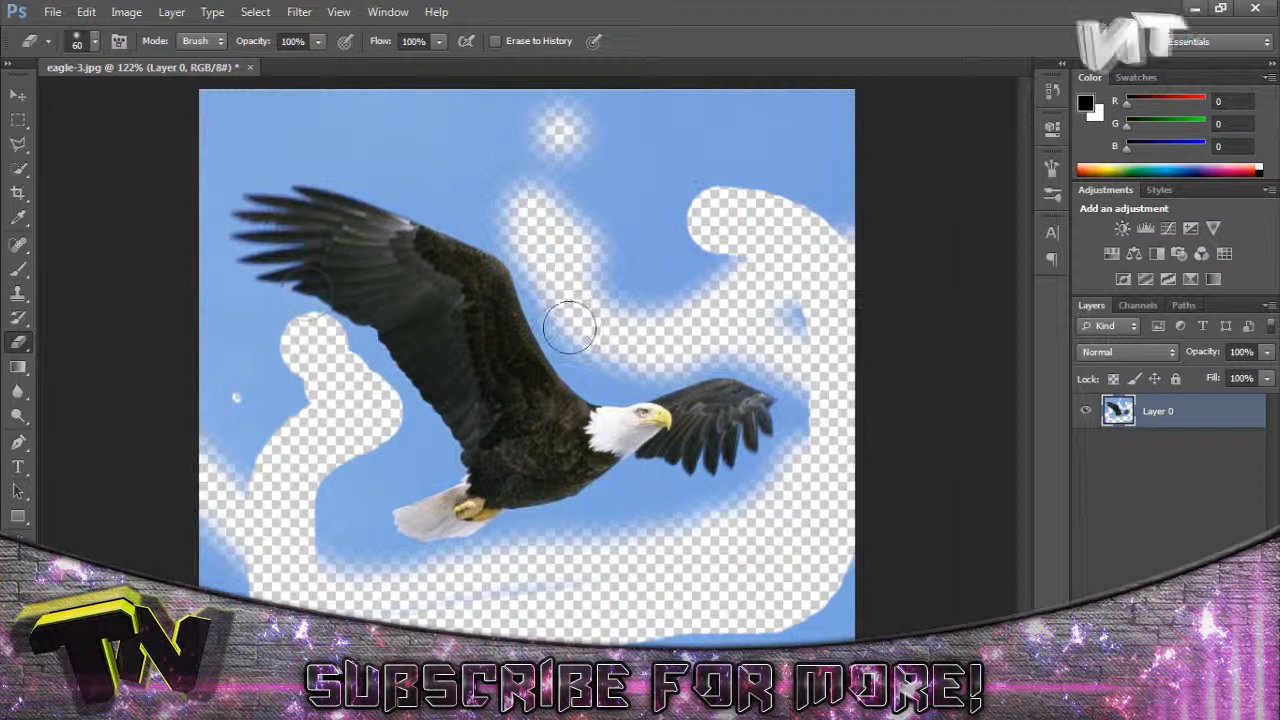 Ps File Edit Image Layer Type Select Filter View Window Help
60 Mode: Brush Opacity: 100% Flow: 100% Erase to History Essentials
NT
eagle-3.jpg @ 122% (Layer 0, RGB/8#) * ×
Color Swatches
R 0
G 0
B 0
Adjustments Styles
Add an adjustment
Layers Channels Paths
Kind
Normal Opacity: 100%
Lock: Fill: 100%
Layer 0
TN
SUBSCRIBE FOR MORE!